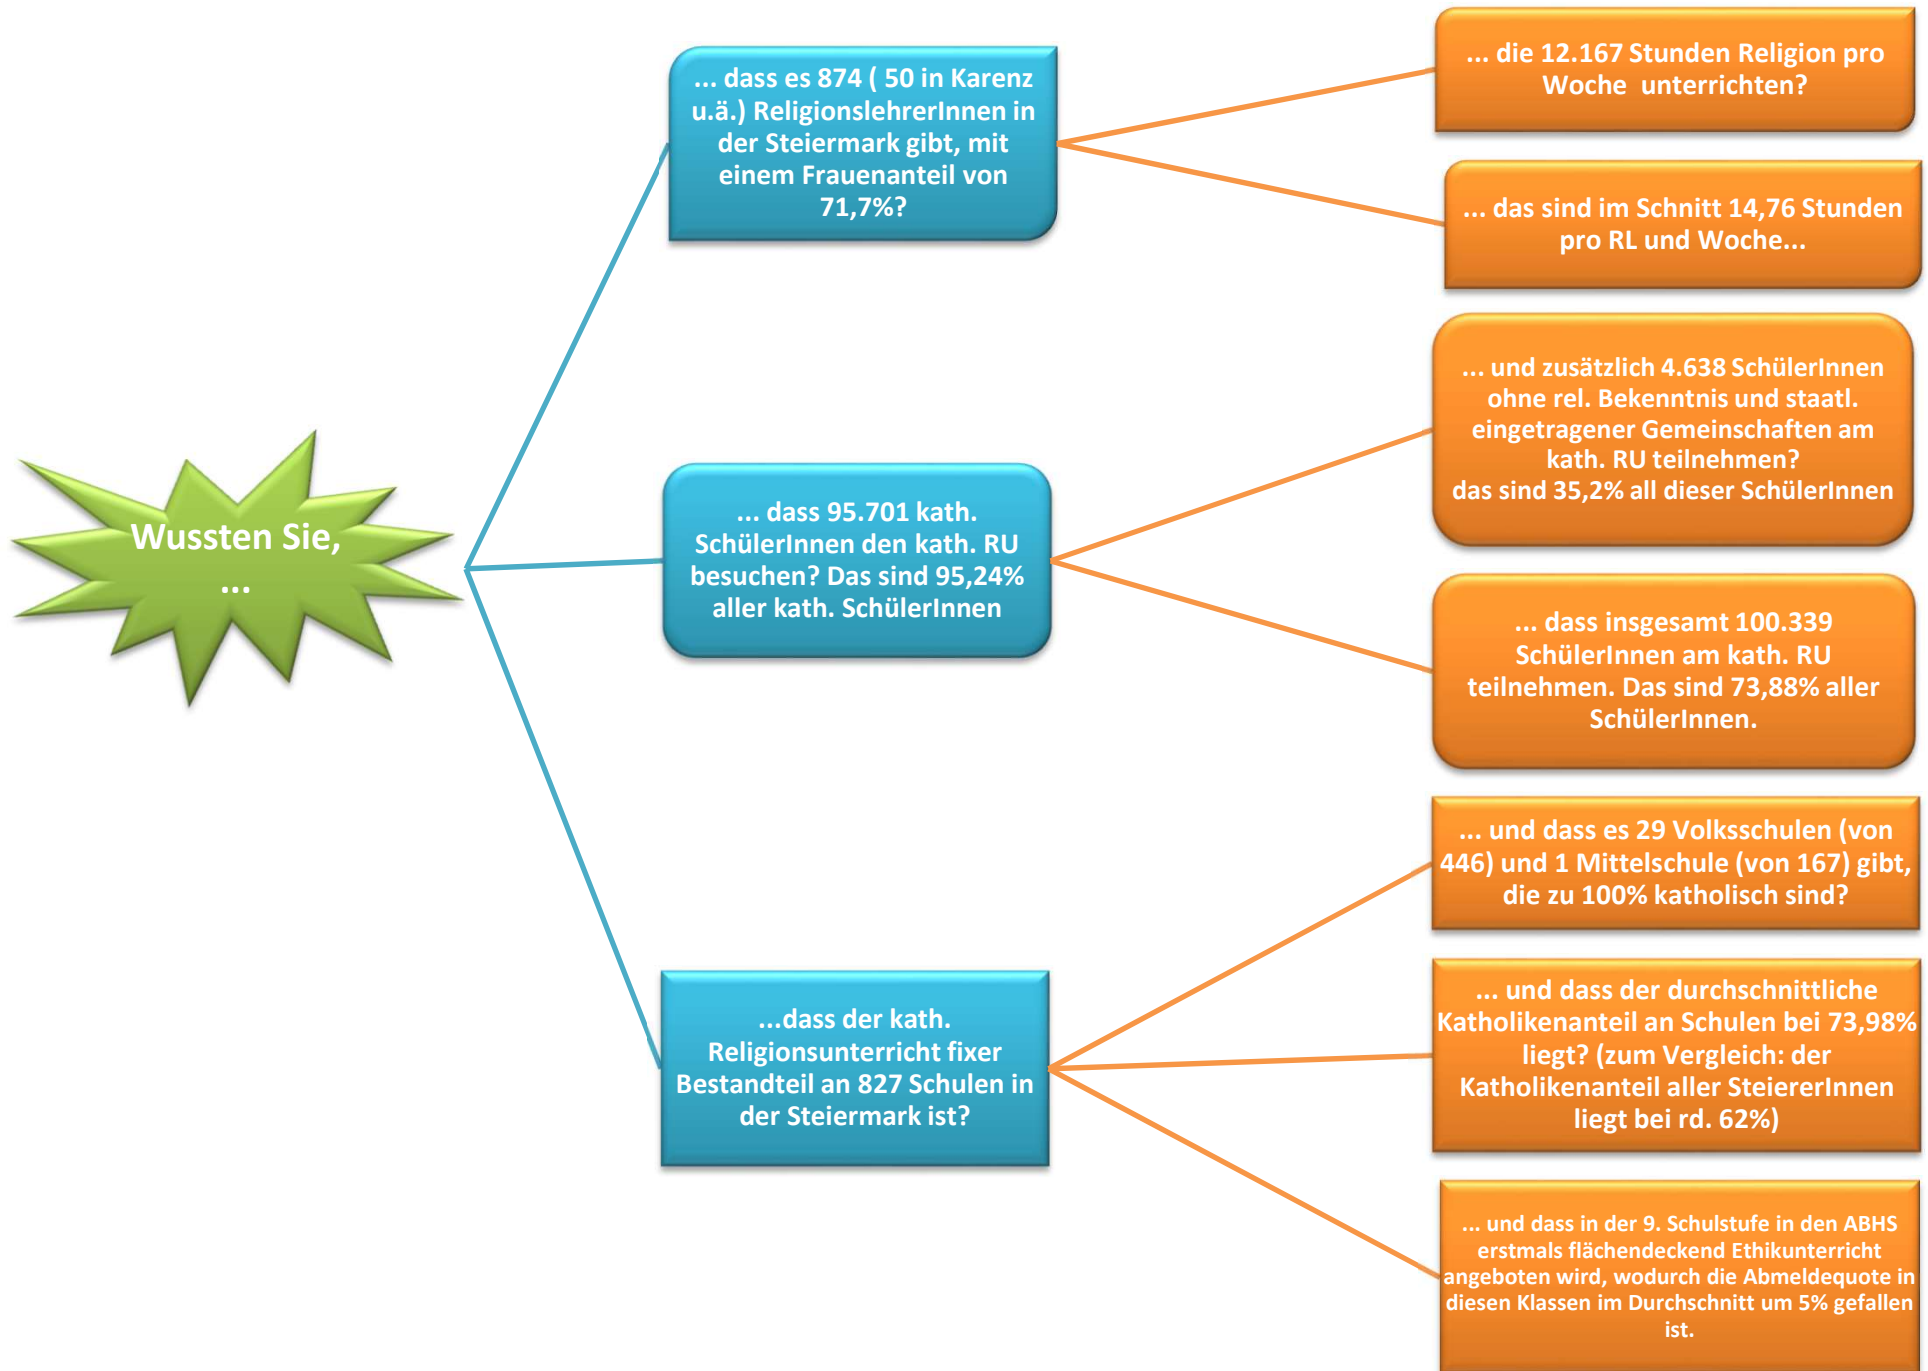 Wussten Sie,
...
... dass es 874 ( 50 in Karenz
u.ä.) ReligionslehrerInnen in
der Steiermark gibt, mit
einem Frauenanteil von
71,7%?
... die 12.167 Stunden Religion pro
Woche unterrichten?
... das sind im Schnitt 14,76 Stunden
pro RL und Woche...
... dass 95.701 kath.
SchülerInnen den kath. RU
besuchen? Das sind 95,24%
aller kath. SchülerInnen
... und zusätzlich 4.638 SchülerInnen
ohne rel. Bekenntnis und staatl.
eingetragener Gemeinschaften am
kath. RU teilnehmen?
das sind 35,2% all dieser SchülerInnen
... dass insgesamt 100.339
SchülerInnen am kath. RU
teilnehmen. Das sind 73,88% aller
SchülerInnen.
...dass der kath.
Religionsunterricht fixer
Bestandteil an 827 Schulen in
der Steiermark ist?
... und dass es 29 Volksschulen (von
446) und 1 Mittelschule (von 167) gibt,
die zu 100% katholisch sind?
... und dass der durchschnittliche
Katholikenanteil an Schulen bei 73,98%
liegt? (zum Vergleich: der
Katholikenanteil aller SteiererInnen
liegt bei rd. 62%)
... und dass in der 9. Schulstufe in den ABHS
erstmals flächendeckend Ethikunterricht
angeboten wird, wodurch die Abmeldequote in
diesen Klassen im Durchschnitt um 5% gefallen
ist.